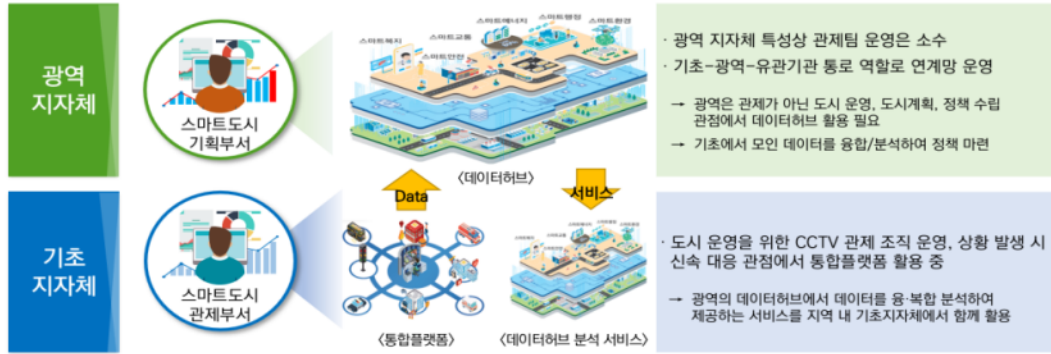 광역
지자체
스마트도시
기획부서
스마트복지
스마트교통
스마트에너지
스마트행정
스마트환경
스마트안전
〈데이터허브〉
· 광역 지자체 특성상 관제팀 운영은 소수
· 기초-광역-유관기관 통로 역할로 연계망 운영
→ 광역은 관제가 아닌 도시 운영, 도시계획, 정책 수립
관점에서 데이터허브 활용 필요
→ 기초에서 모인 데이터를 융합/분석하여 정책 마련
Data
서비스
기초
지자체
스마트도시
관제부서
〈통합플랫폼〉
〈데이터허브 분석 서비스〉
· 도시 운영을 위한 CCTV 관제 조직 운영, 상황 발생 시
신속 대응 관점에서 통합플랫폼 활용 중
→ 광역의 데이터허브에서 데이터를 융·복합 분석하여
제공하는 서비스를 지역 내 기초지자체에서 함께 활용